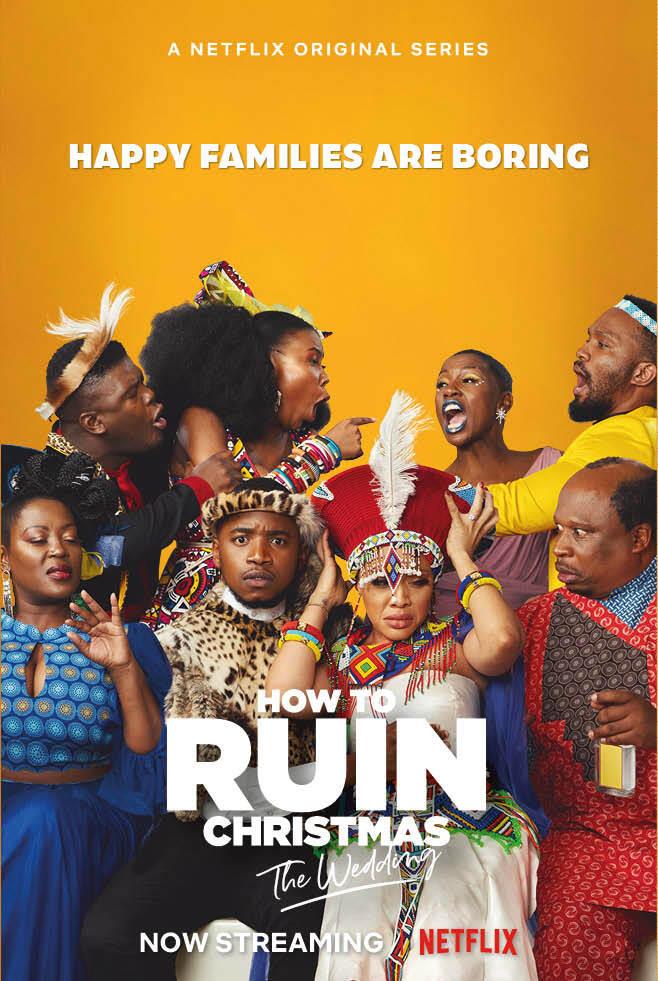 A NETFLIX ORIGINAL SERIES
HAPPY FAMILIES ARE BORING
HOW TO
RUIN
CHRISTMAS
The Wedding
NOW STREAMING NETFLIX